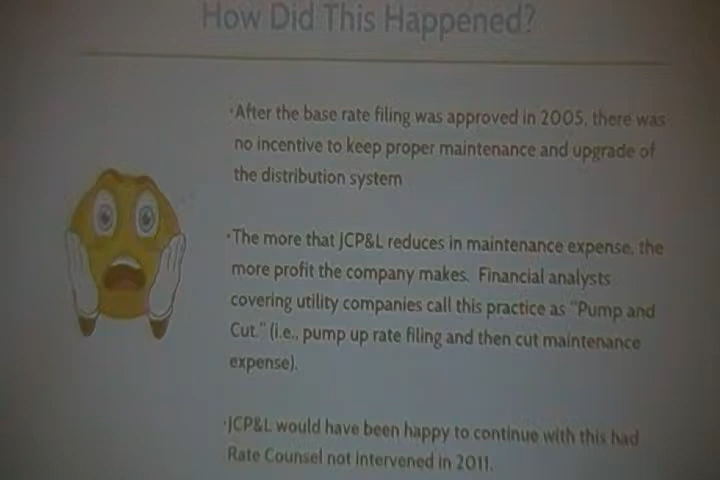 How Did This Happened?
•After the base rate filing was approved in 2005, there was
no incentive to keep proper maintenance and upgrade of
the distribution system
•The more that JCP&L reduces in maintenance expense, the
more profit the company makes.  Financial analysts
covering utility companies call this practice as "Pump and
Cut." (i.e., pump up rate filing and then cut maintenance
expense).
•JCP&L would have been happy to continue with this had
Rate Counsel not intervened in 2011.